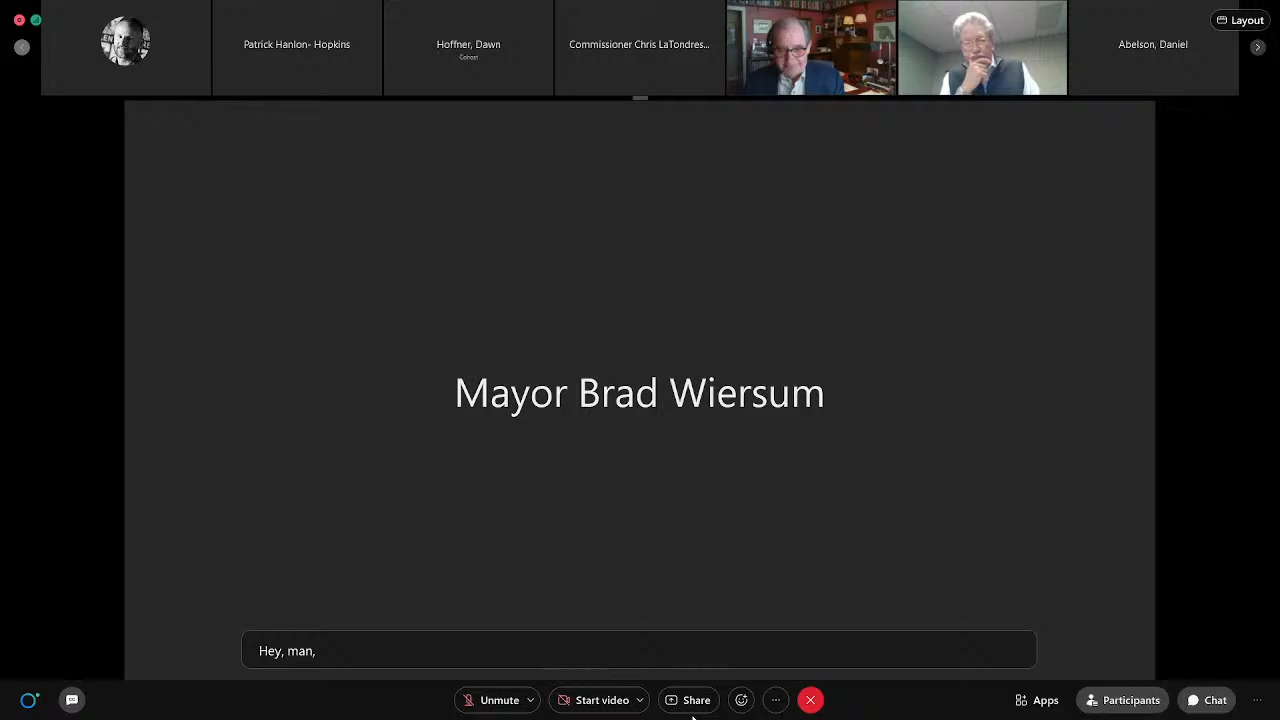 Layout
Patrick Hanlon- Hopkins
Hoffner, Dawn
Cohost
Commissioner Chris LaTondres...
Abelson, Daniel
Mayor Brad Wiersum
Hey, man,
Unmute
Start video
Share
Apps
Participants
Chat